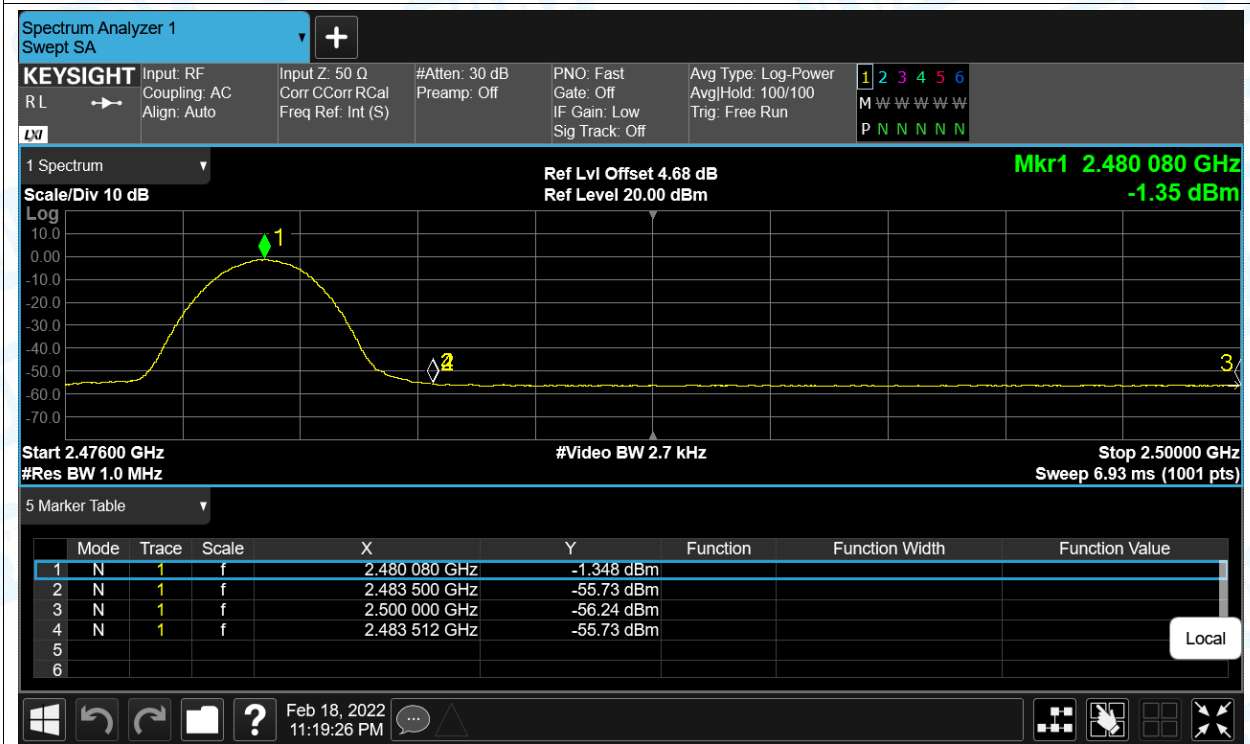 Spectrum Analyzer 1
Swept SA
+
KEYSIGHT
R L
LXI
Input: RF
Coupling: AC
Align: Auto
Input Z: 50 Ω
Corr CCorr RCal
Freq Ref: Int (S)
#Atten: 30 dB
Preamp: Off
PNO: Fast
Gate: Off
IF Gain: Low
Sig Track: Off
Avg Type: Log-Power
Avg|Hold: 100/100
Trig: Free Run
1 2 3 4 5 6
M W W W W W
P N N N N N
1 Spectrum
Scale/Div 10 dB
Ref Lvl Offset 4.68 dB
Ref Level 20.00 dBm
Mkr1 2.480 080 GHz
-1.35 dBm
Log
10.0
0.00
-10.0
-20.0
-30.0
-40.0
-50.0
-60.0
-70.0
1
3
Start 2.47600 GHz
#Res BW 1.0 MHz
#Video BW 2.7 kHz
Stop 2.50000 GHz
Sweep 6.93 ms (1001 pts)
5 Marker Table
Mode Trace Scale X Y Function Function Width Function Value
1 N 1 f 2.480 080 GHz -1.348 dBm
2 N 1 f 2.483 500 GHz -55.73 dBm
3 N 1 f 2.500 000 GHz -56.24 dBm
4 N 1 f 2.483 512 GHz -55.73 dBm
5
6
Local
?
Feb 18, 2022
11:19:26 PM